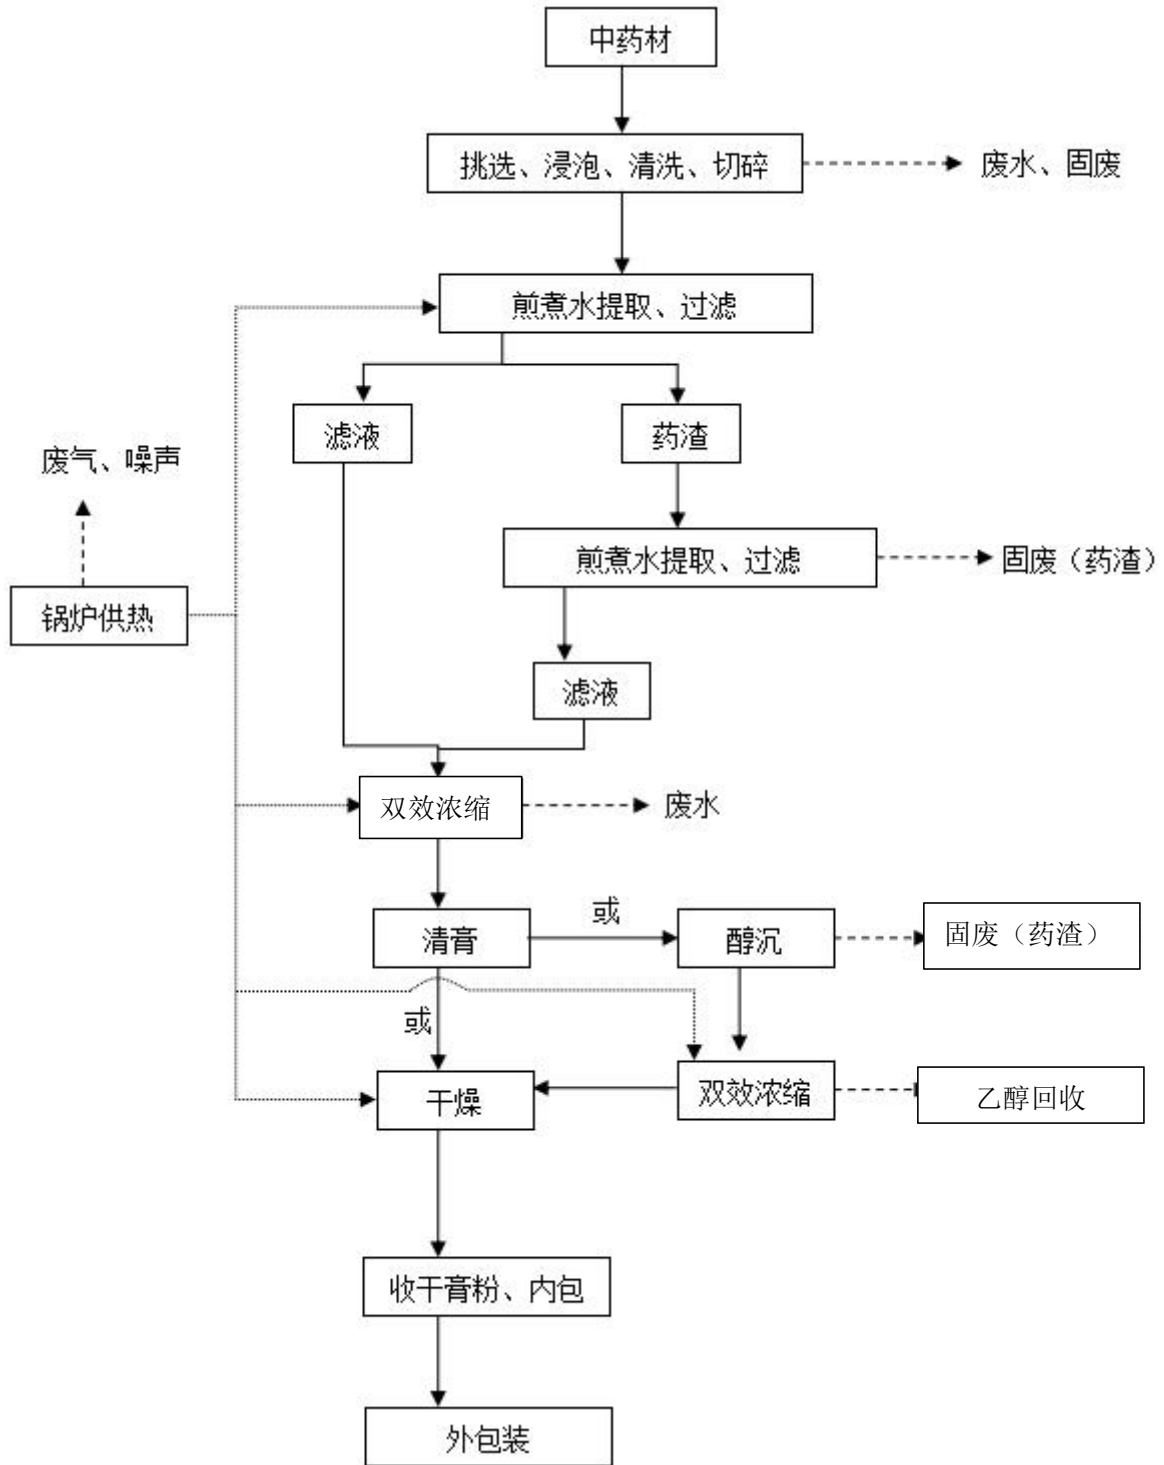 中药材
挑选、浸泡、清洗、切碎
废水、固废
煎煮水提取、过滤
滤液
药渣
废气、噪声
煎煮水提取、过滤
固废（药渣）
锅炉供热
滤液
双效浓缩
废水
清膏
或
醇沉
固废（药渣）
或
干燥
双效浓缩
乙醇回收
收干膏粉、内包
外包装